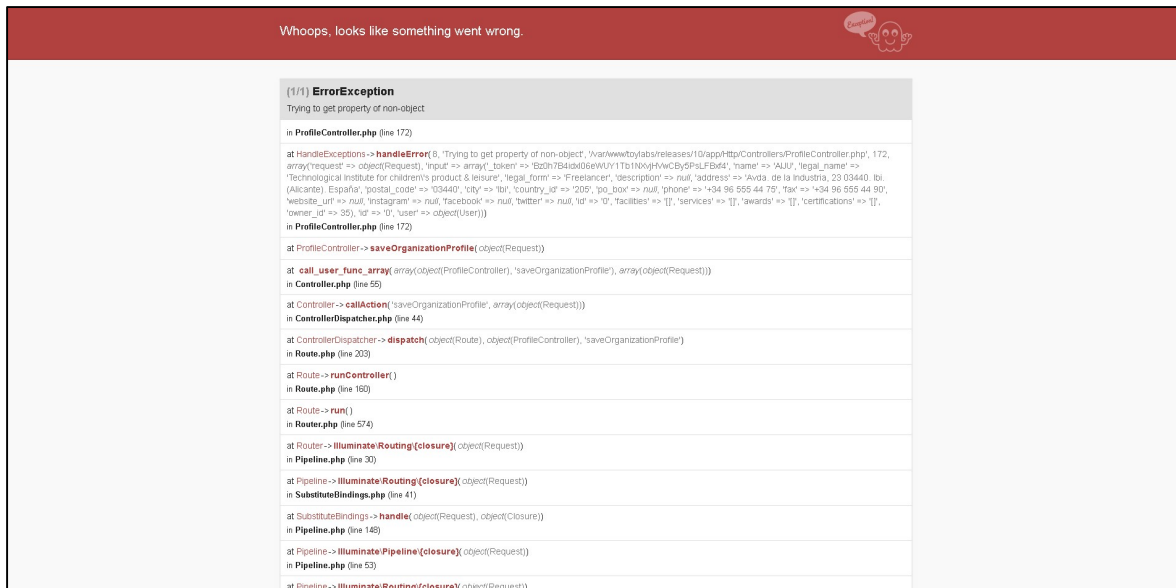 Whoops, looks like something went wrong.
Exception!
(1/1) ErrorException
Trying to get property of non-object
in ProfileController.php (line 172)
at HandleExceptions->handleError( 8, 'Trying to get property of non-object', '/var/www/toylabs/releases/10/app/Http/Controllers/ProfileController.php', 172,
array('request' => object(Request), 'input' => array('_token' => 'name' => 'AIJU', 'legal_name' =>
'Technological Institute for children\'s product & leisure', 'legal_form' => 'Freelancer', 'description' => null, 'address' => 'Avda. de la Industria, 23 03440. Ibi.
(Alicante). España', 'postal_code' => '03440', 'city' => 'Ibi', 'country_id' => '205', 'po_box' => null, 'phone' => '+34 96 555 44 75', 'fax' => '+34 96 555 44 90',
'website_url' => null, 'instagram' => null, 'facebook' => null, 'twitter' => null, 'id' => '0', 'facilities' => '[]', 'services' => '[]', 'awards' => '[]', 'certifications' => '[]',
'owner_id' => 35), 'id' => '0', 'user' => object(User)))
in ProfileController.php (line 172)
at ProfileController->saveOrganizationProfile( object(Request))
at call_user_func_array( array(object(ProfileController), 'saveOrganizationProfile'), array(object(Request)))
in Controller.php (line 55)
at Controller->callAction( 'saveOrganizationProfile', array(object(Request)))
in ControllerDispatcher.php (line 44)
at ControllerDispatcher->dispatch( object(Route), object(ProfileController), 'saveOrganizationProfile')
in Route.php (line 203)
at Route->runController( )
in Route.php (line 160)
at Route->run( )
in Router.php (line 574)
at Router->Illuminate\Routing\{closure}( object(Request))
in Pipeline.php (line 30)
at Pipeline->Illuminate\Routing\{closure}( object(Request))
in SubstituteBindings.php (line 41)
at SubstituteBindings->handle( object(Request), object(Closure))
in Pipeline.php (line 148)
at Pipeline->Illuminate\Pipeline\{closure}( object(Request))
in Pipeline.php (line 53)
at Pipeline->Illuminate\Routing\{closure}( object(Request))